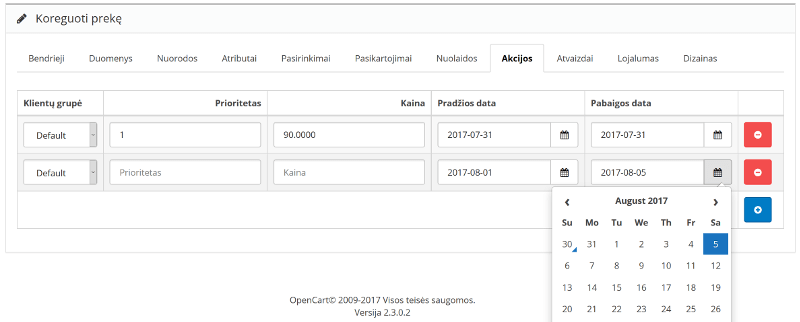 Koreguoti prekę
Bendrieji Duomenys Nuorodos Atributai Pasirinkimai Pasikartojimai Nuolaidos Akcijos Atvaizdai Lojalumas Dizainas
Klientų grupė Prioritetas Kaina Pradžios data Pabaigos data
Default 1 90.0000 2017-07-31 2017-07-31
Default Prioritetas Kaina 2017-08-01 2017-08-05
‹ August 2017 ›
Su Mo Tu We Th Fr Sa
30 31 1 2 3 4 5
6 7 8 9 10 11 12
13 14 15 16 17 18 19
20 21 22 23 24 25 26
OpenCart© 2009-2017 Visos teisės saugomos.
Versija 2.3.0.2